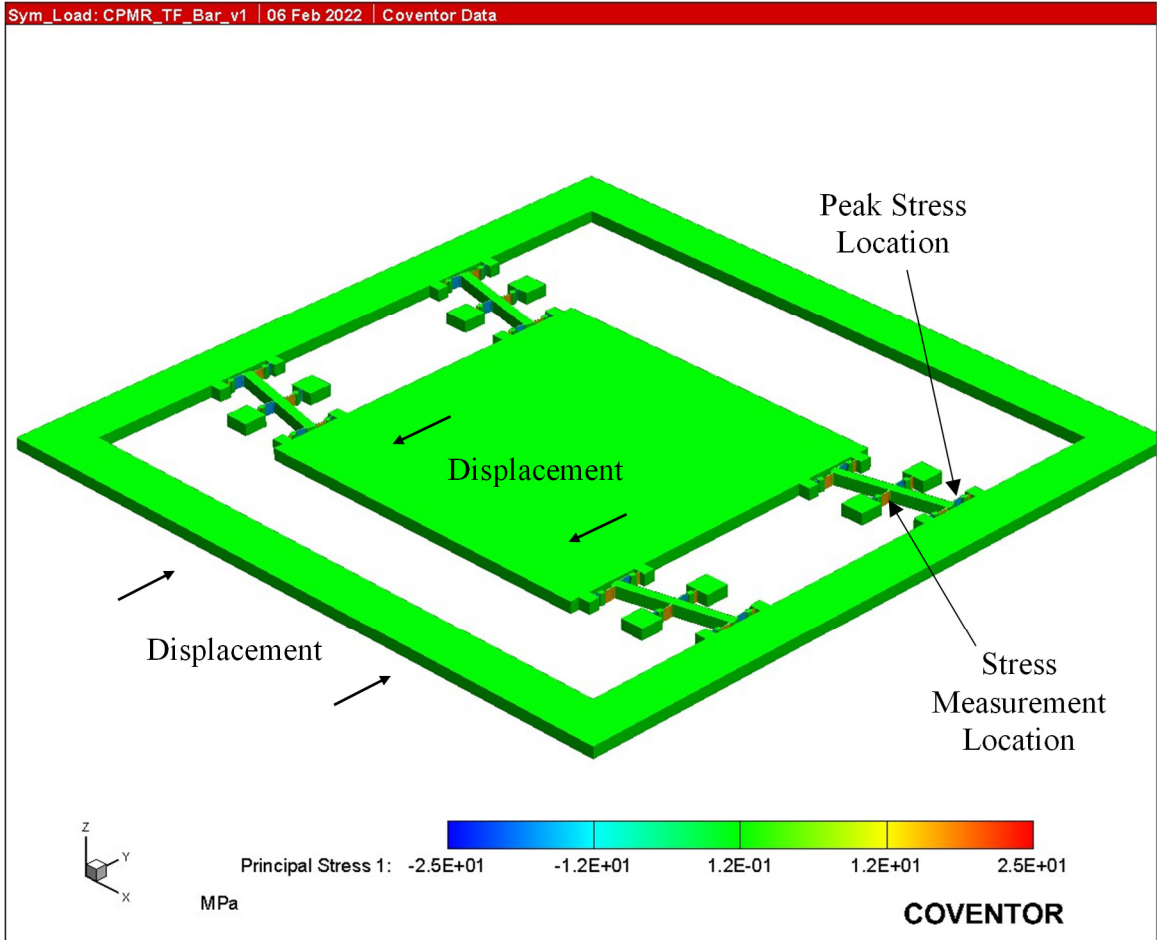 Sym_Load: CPMR_TF_Bar_v1 | 06 Feb 2022 | Coventor Data
Peak Stress
Location
Displacement
Displacement
Stress
Measurement
Location
Z
Y
X
Principal Stress 1: -2.5E+01 -1.2E+01 1.2E-01 1.2E+01 2.5E+01
MPa
COVENTOR